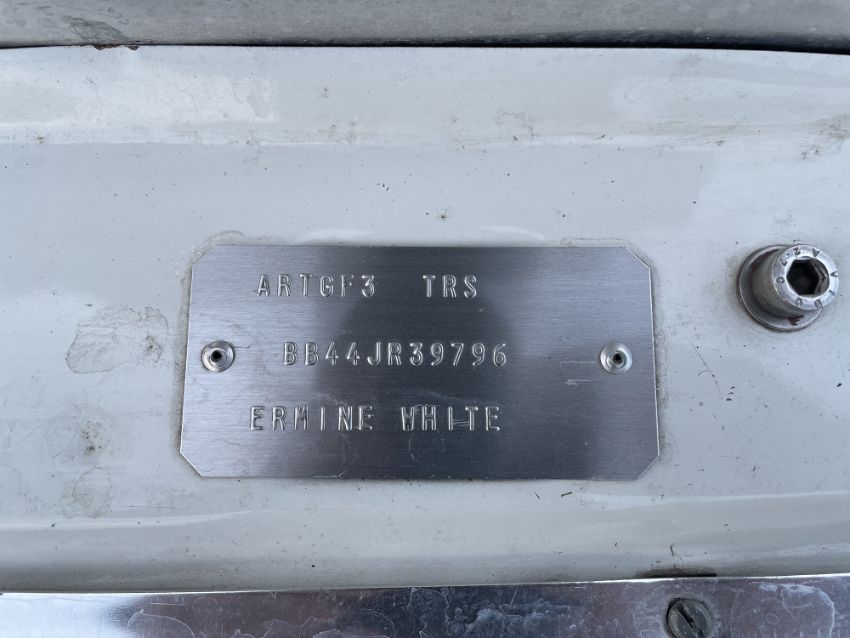 ARTGF3 TRS
BB44JR39796
ERMINE WHITE